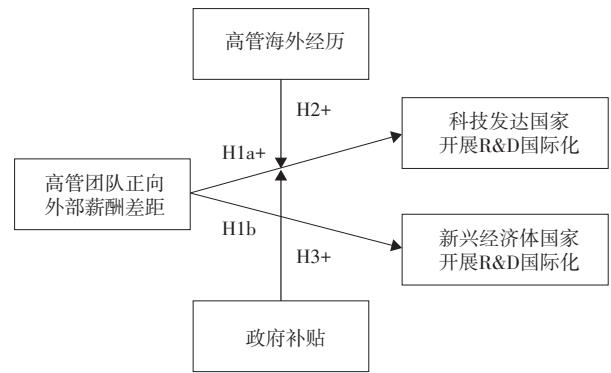 高管海外经历
H2+
科技发达国家
开展R&D国际化
H1a+
高管团队正向
外部薪酬差距
H1b
新兴经济体国家
开展R&D国际化
H3+
政府补贴